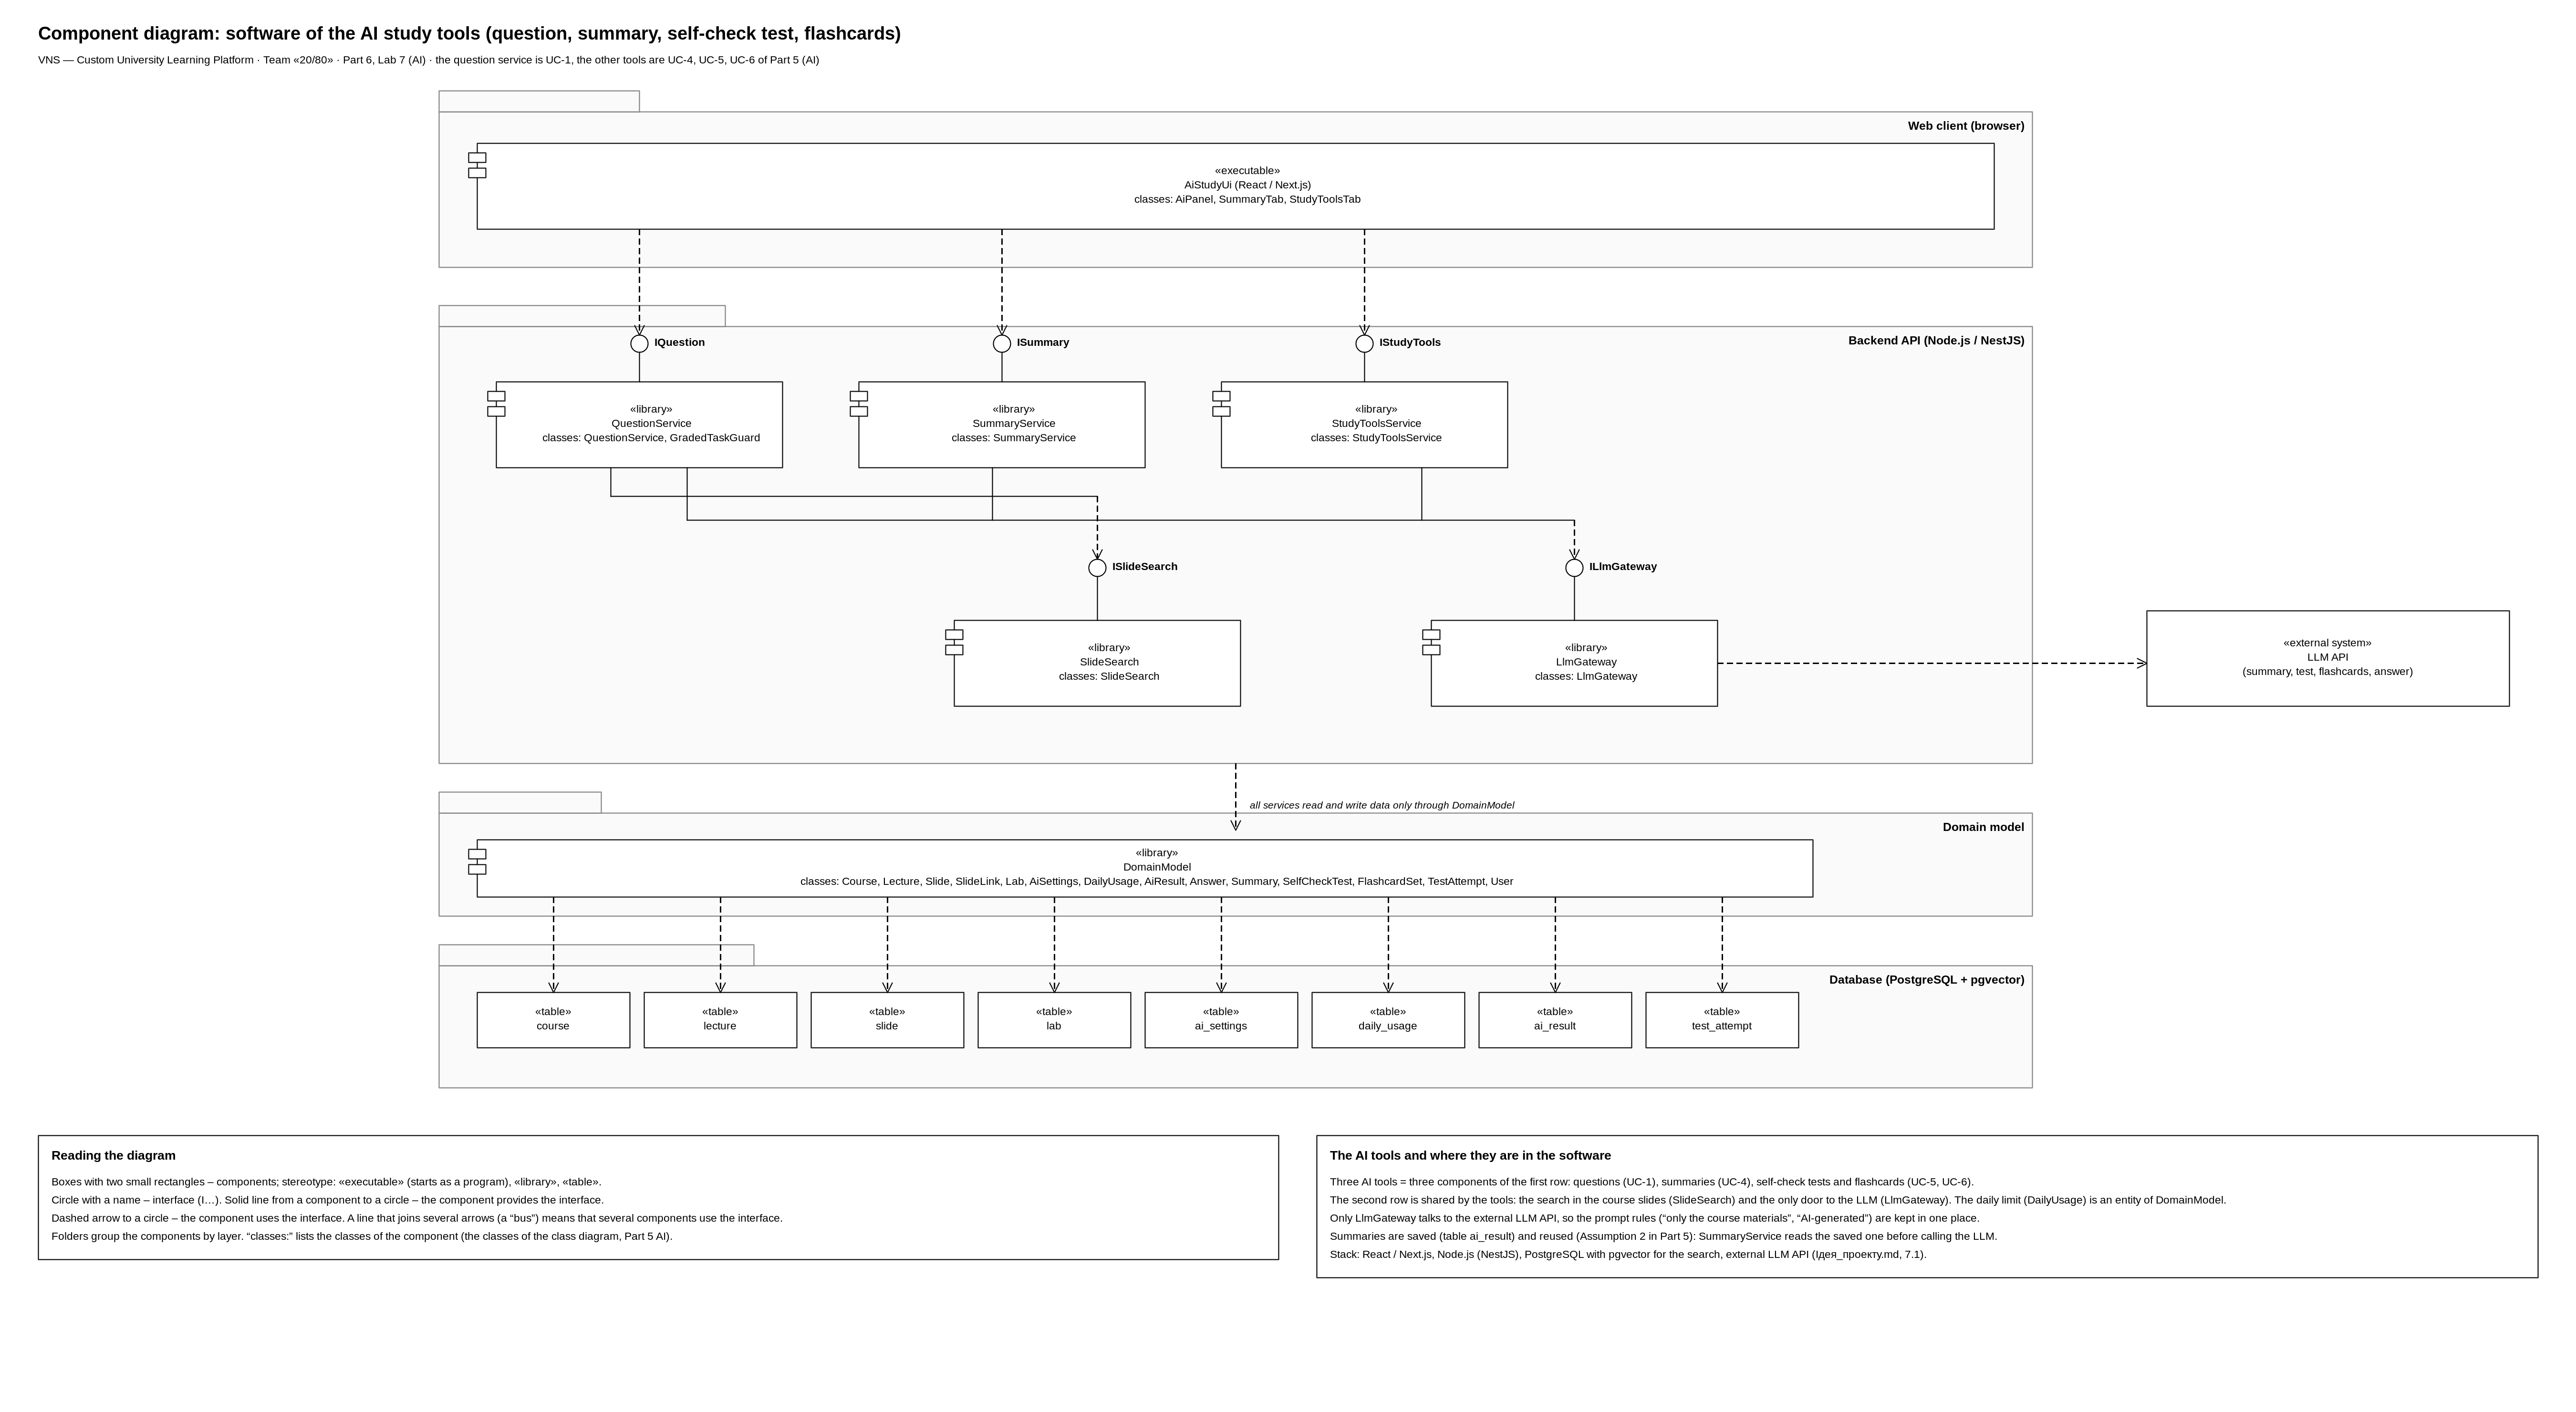 Component diagram: software of the AI study tools (question, summary, self-check test, flashcards)
VNS — Custom University Learning Platform · Team «20/80» · Part 6, Lab 7 (AI) · the question service is UC-1, the other tools are UC-4, UC-5, UC-6 of Part 5 (AI)
Web client (browser)
«executable»
AiStudyUi (React / Next.js)
classes: AiPanel, SummaryTab, StudyToolsTab
Backend API (Node.js / NestJS)
IQuestion
ISummary
IStudyTools
«library»
QuestionService
classes: QuestionService, GradedTaskGuard
«library»
SummaryService
classes: SummaryService
«library»
StudyToolsService
classes: StudyToolsService
ISlideSearch
ILlmGateway
«library»
SlideSearch
classes: SlideSearch
«library»
LlmGateway
classes: LlmGateway
«external system»
LLM API
(summary, test, flashcards, answer)
all services read and write data only through DomainModel
Domain model
«library»
DomainModel
classes: Course, Lecture, Slide, SlideLink, Lab, AiSettings, DailyUsage, AiResult, Answer, Summary, SelfCheckTest, FlashcardSet, TestAttempt, User
Database (PostgreSQL + pgvector)
«table»
course
«table»
lecture
«table»
slide
«table»
lab
«table»
ai_settings
«table»
daily_usage
«table»
ai_result
«table»
test_attempt
Reading the diagram
Boxes with two small rectangles – components; stereotype: «executable» (starts as a program), «library», «table».
Circle with a name – interface (I…). Solid line from a component to a circle – the component provides the interface.
Dashed arrow to a circle – the component uses the interface. A line that joins several arrows (a “bus”) means that several components use the interface.
Folders group the components by layer. “classes:” lists the classes of the component (the classes of the class diagram, Part 5 AI).
The AI tools and where they are in the software
Three AI tools = three components of the first row: questions (UC-1), summaries (UC-4), self-check tests and flashcards (UC-5, UC-6).
The second row is shared by the tools: the search in the course slides (SlideSearch) and the only door to the LLM (LlmGateway). The daily limit (DailyUsage) is an entity of DomainModel.
Only LlmGateway talks to the external LLM API, so the prompt rules (“only the course materials”, “AI-generated”) are kept in one place.
Summaries are saved (table ai_result) and reused (Assumption 2 in Part 5): SummaryService reads the saved one before calling the LLM.
Stack: React / Next.js, Node.js (NestJS), PostgreSQL with pgvector for the search, external LLM API (Ідея_проекту.md, 7.1).